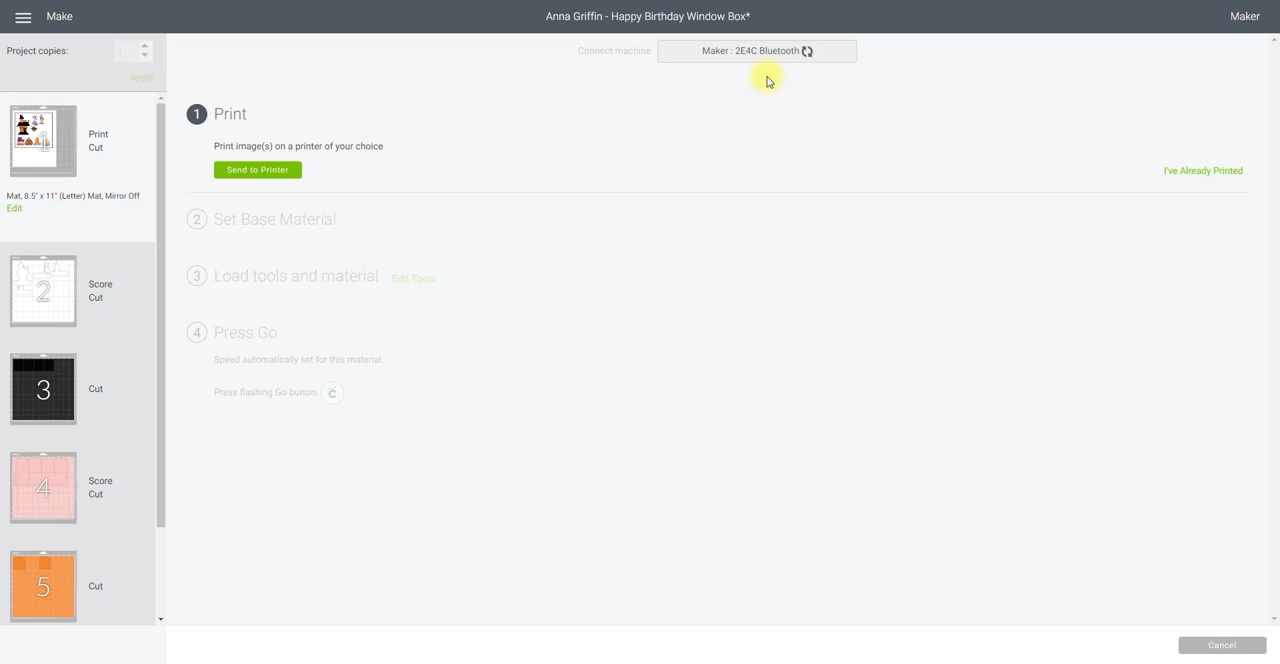 Make
Anna Griffin - Happy Birthday Window Box*
Maker
Project copies:
1
Apply
Connect machine
Maker : 2E4C Bluetooth
1
Print
Cut
Mat, 8.5" x 11" (Letter) Mat, Mirror Off
Edit
2
Score
Cut
3
Cut
4
Score
Cut
5
Cut
1 Print
Print image(s) on a printer of your choice
Send to Printer
I've Already Printed
2 Set Base Material
3 Load tools and material Edit Tools
4 Press Go
Speed automatically set for this material.
Press flashing Go button
Cancel